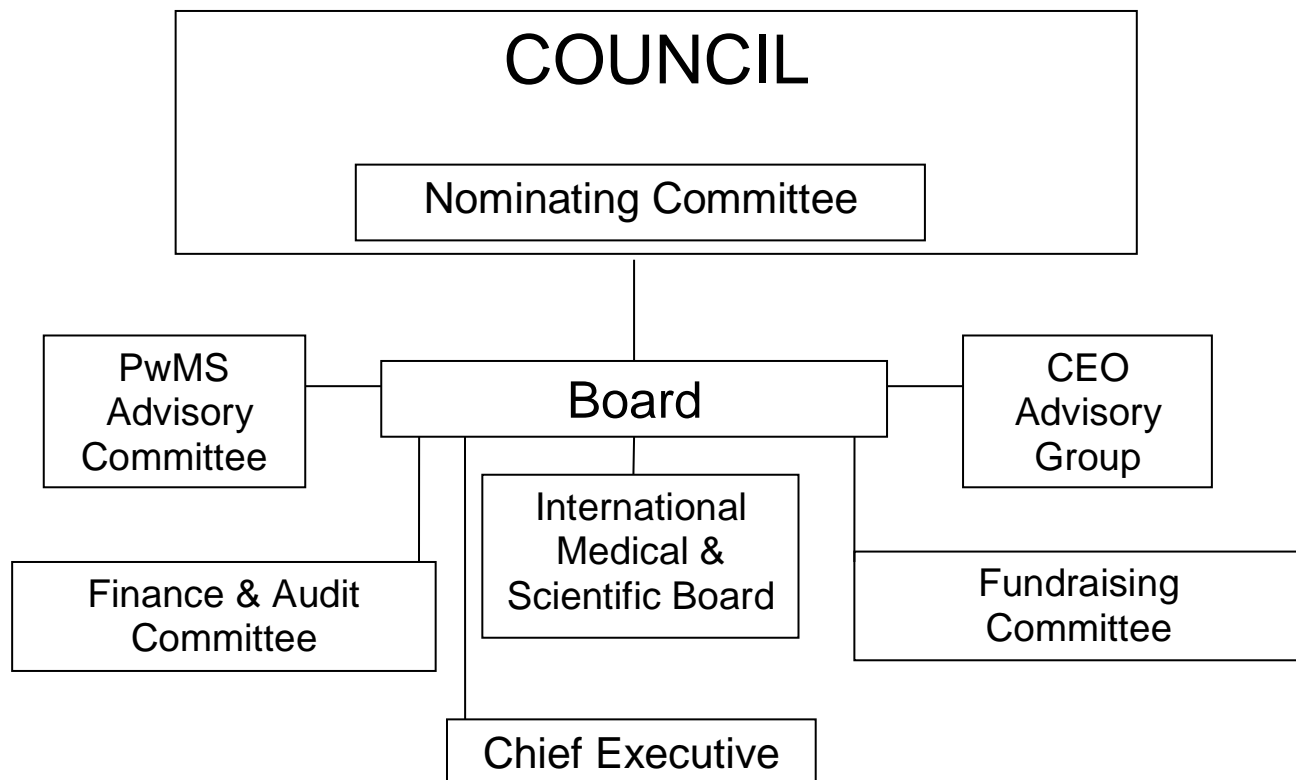 COUNCIL
Nominating Committee
PwMS
Advisory
Committee
Board
CEO
Advisory
Group
International
Medical &
Scientific Board
Finance & Audit
Committee
Fundraising
Committee
Chief Executive